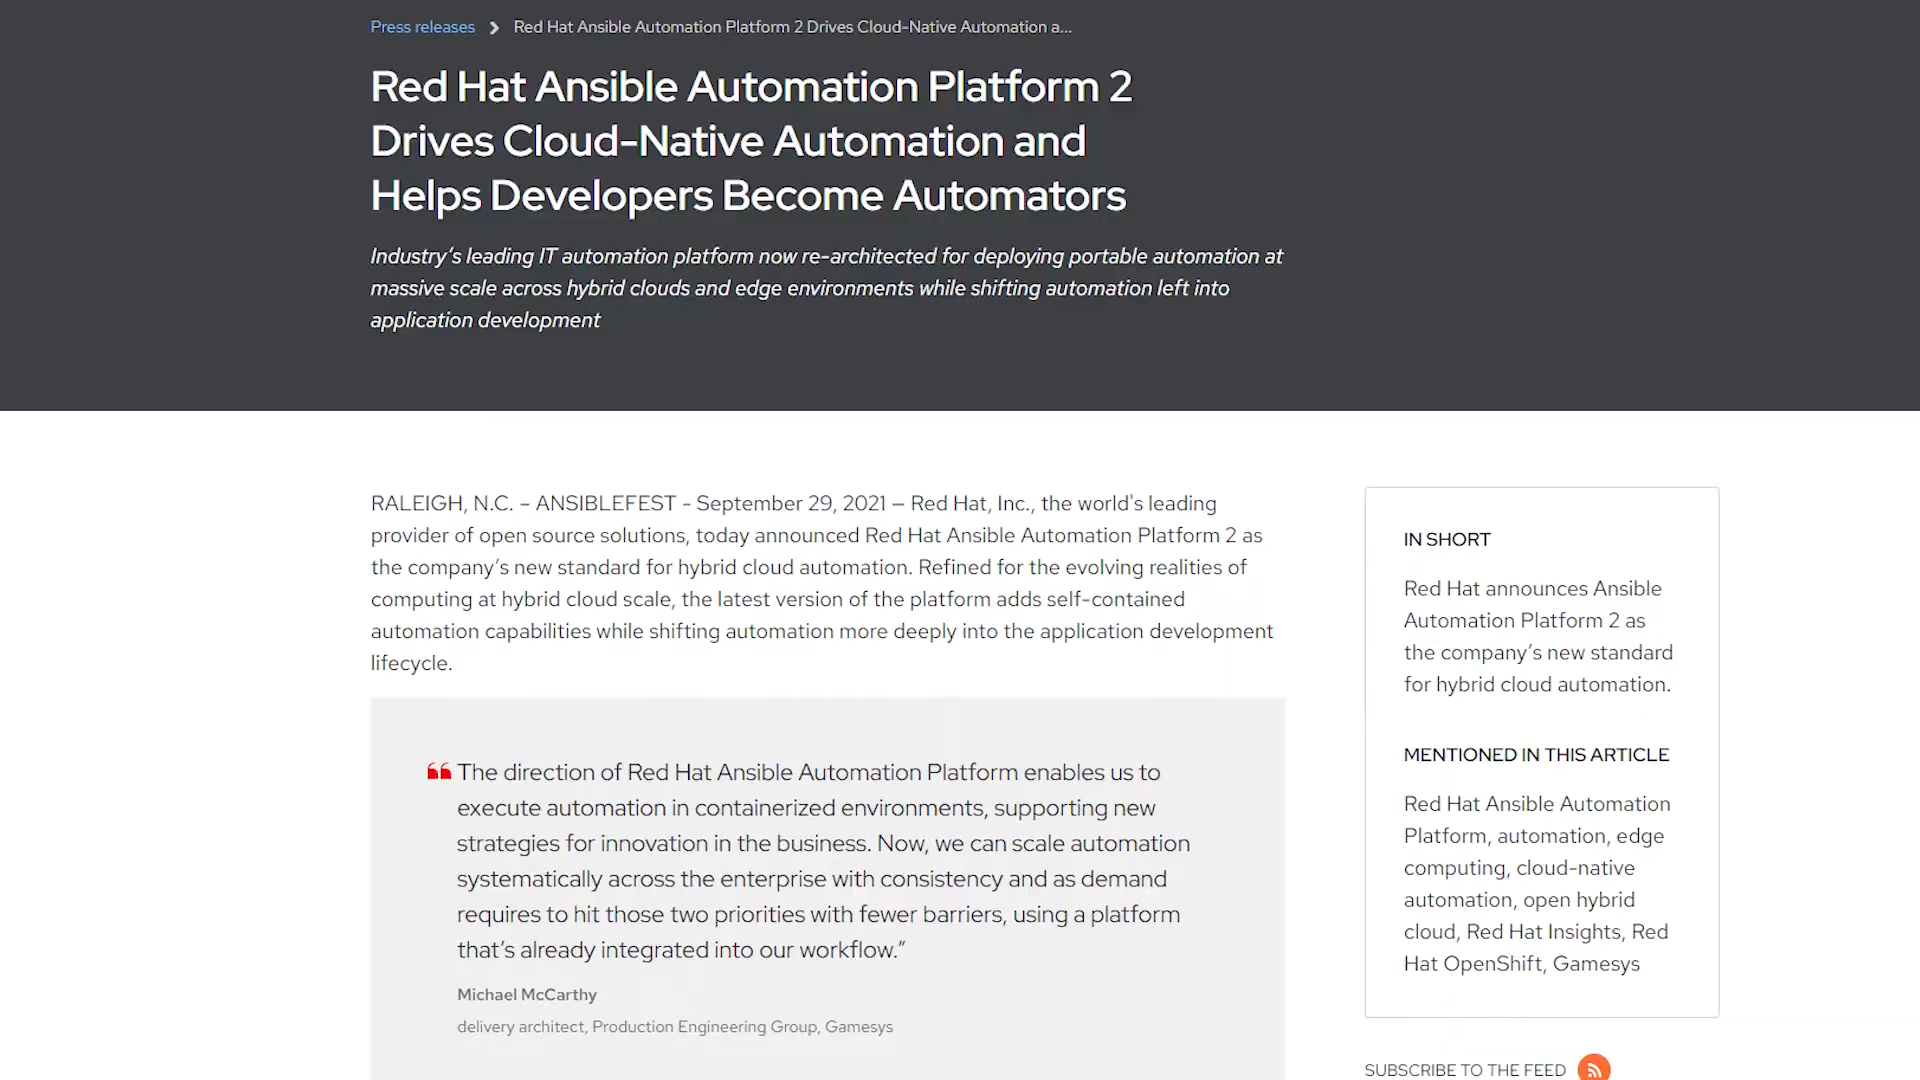 Press releases > Red Hat Ansible Automation Platform 2 Drives Cloud-Native Automation a...
Red Hat Ansible Automation Platform 2
Drives Cloud-Native Automation and
Helps Developers Become Automators
Industry’s leading IT automation platform now re-architected for deploying portable automation at
massive scale across hybrid clouds and edge environments while shifting automation left into
application development
RALEIGH, N.C. – ANSIBLEFEST - September 29, 2021 — Red Hat, Inc., the world's leading
provider of open source solutions, today announced Red Hat Ansible Automation Platform 2 as
the company’s new standard for hybrid cloud automation. Refined for the evolving realities of
computing at hybrid cloud scale, the latest version of the platform adds self-contained
automation capabilities while shifting automation more deeply into the application development
lifecycle.
“The direction of Red Hat Ansible Automation Platform enables us to
execute automation in containerized environments, supporting new
strategies for innovation in the business. Now, we can scale automation
systematically across the enterprise with consistency and as demand
requires to hit those two priorities with fewer barriers, using a platform
that’s already integrated into our workflow.”
Michael McCarthy
delivery architect, Production Engineering Group, Gamesys
IN SHORT
Red Hat announces Ansible
Automation Platform 2 as
the company’s new standard
for hybrid cloud automation.
MENTIONED IN THIS ARTICLE
Red Hat Ansible Automation
Platform, automation, edge
computing, cloud-native
automation, open hybrid
cloud, Red Hat Insights, Red
Hat OpenShift, Gamesys
SUBSCRIBE TO THE FEED